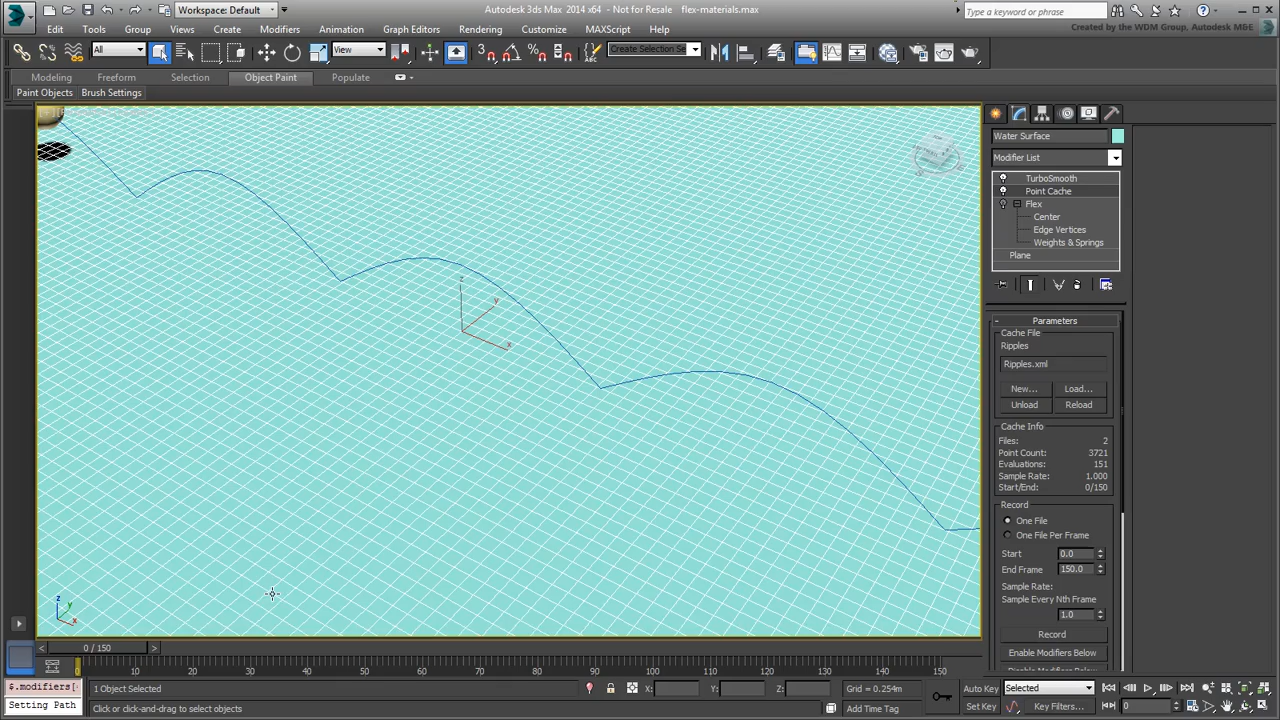 Workspace: Default
Autodesk 3ds Max 2014 x64 - Not for Resale flex-materials.max
Type a keyword or phrase
Created by the WDM Group, Autodesk M&E
Edit Tools Group Views Create Modifiers Animation Graph Editors Rendering Customize MAXScript Help
All
View
3
Create Selection Se
Modeling Freeform Selection Object Paint Populate
Paint Objects Brush Settings
Water Surface
Modifier List
TurboSmooth
Point Cache
Flex
Center
Edge Vertices
Weights & Springs
Plane
z
y
x
Parameters
Cache File
Ripples
Ripples.xml
New... Load...
Unload Reload
Cache Info
Files: 2
Point Count: 3721
Evaluations: 151
Sample Rate: 1.000
Start/End: 0/150
Record
One File
One File Per Frame
Start 0.0
End Frame 150.0
Sample Rate:
Sample Every Nth Frame
1.0
Record
Enable Modifiers Below
Disable Modifiers Below
z
y
x
0 / 150
0 10 20 30 40 50 60 70 80 90 100 110 120 130 140 150
$.modifiers[
1 Object Selected
X: Y: Z:
Grid = 0.254m
Auto Key
Selected
Setting Path
Click or click-and-drag to select objects
Add Time Tag
Set Key
Key Filters...
0